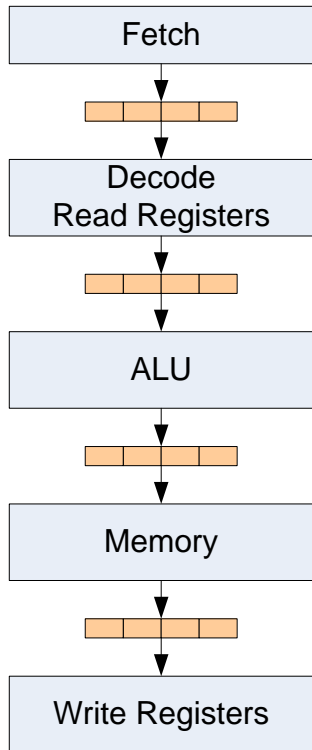 Fetch
Decode
Read Registers
ALU
Memory
Write Registers